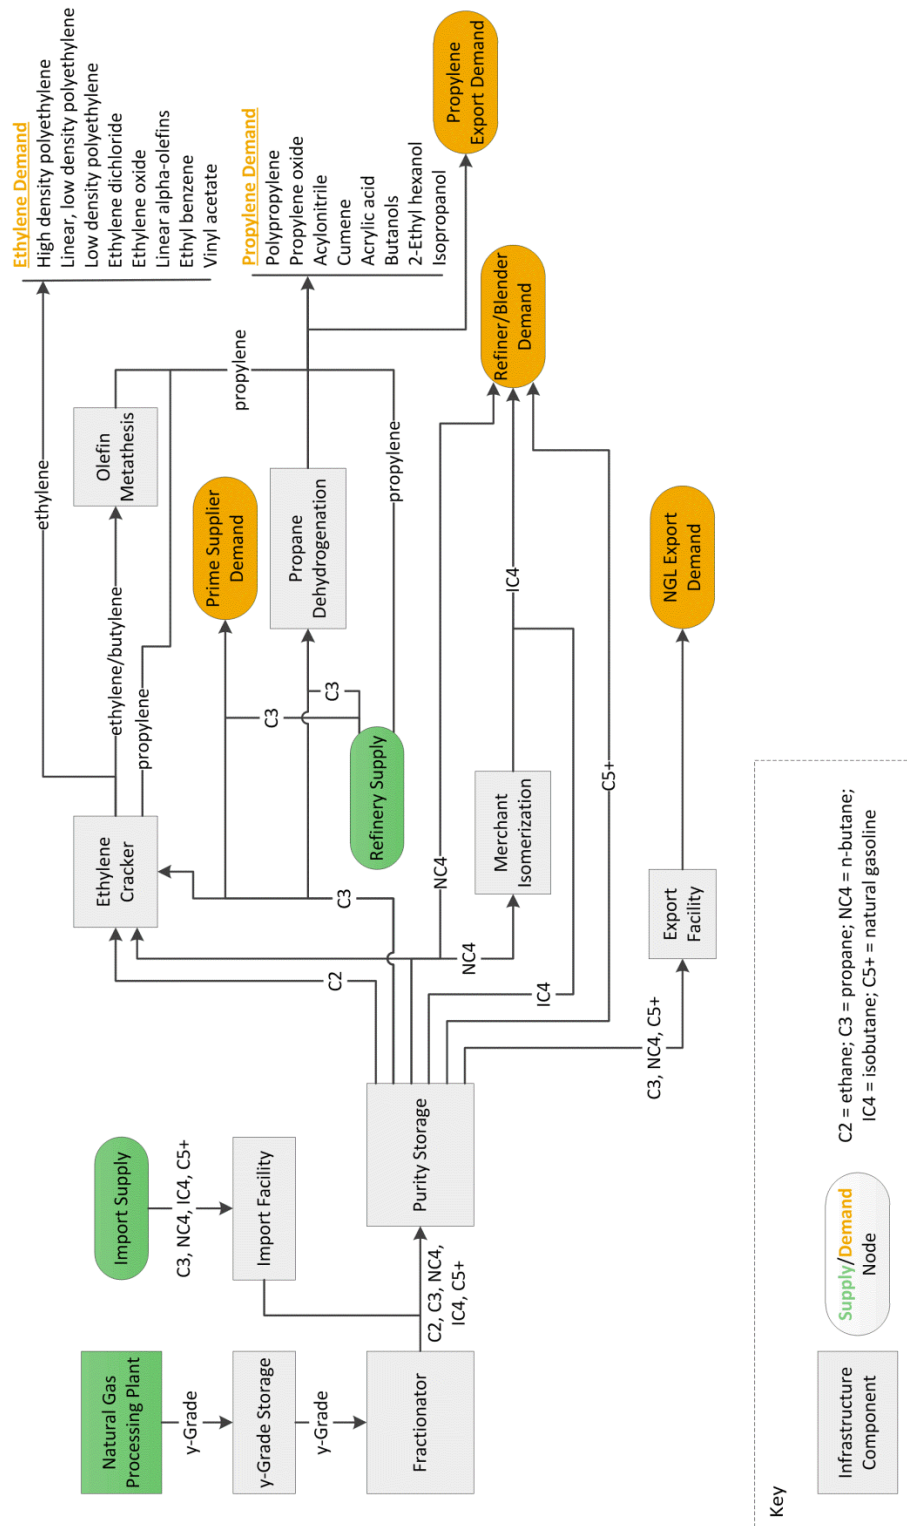 Natural Gas
Processing Plant
y-Grade
y-Grade Storage
y-Grade
Fractionator
Import Supply
C3, NC4, IC4, C5+
Import Facility
C2, C3, NC4,
IC4, C5+
Purity Storage
C2
C3
NC4
IC4
C3, NC4, C5+
Ethylene
Cracker
ethylene
ethylene/butylene
propylene
Olefin
Metathesis
propylene
Prime Supplier
Demand
C3
C3
Propane
Dehydrogenation
Refinery Supply
propylene
NC4
Merchant
Isomerization
IC4
C5+
Export
Facility
NGL Export
Demand
Refiner/Blender
Demand
Propylene
Export Demand
Ethylene Demand
High density polyethylene
Linear, low density polyethylene
Low density polyethylene
Ethylene dichloride
Ethylene oxide
Linear alpha-olefins
Ethyl benzene
Vinyl acetate
Propylene Demand
Polypropylene
Propylene oxide
Acylonitrile
Cumene
Acrylic acid
Butanols
2-Ethyl hexanol
Isopropanol
Key
Infrastructure
Component
Supply/Demand
Node
C2 = ethane; C3 = propane; NC4 = n-butane;
IC4 = isobutane; C5+ = natural gasoline